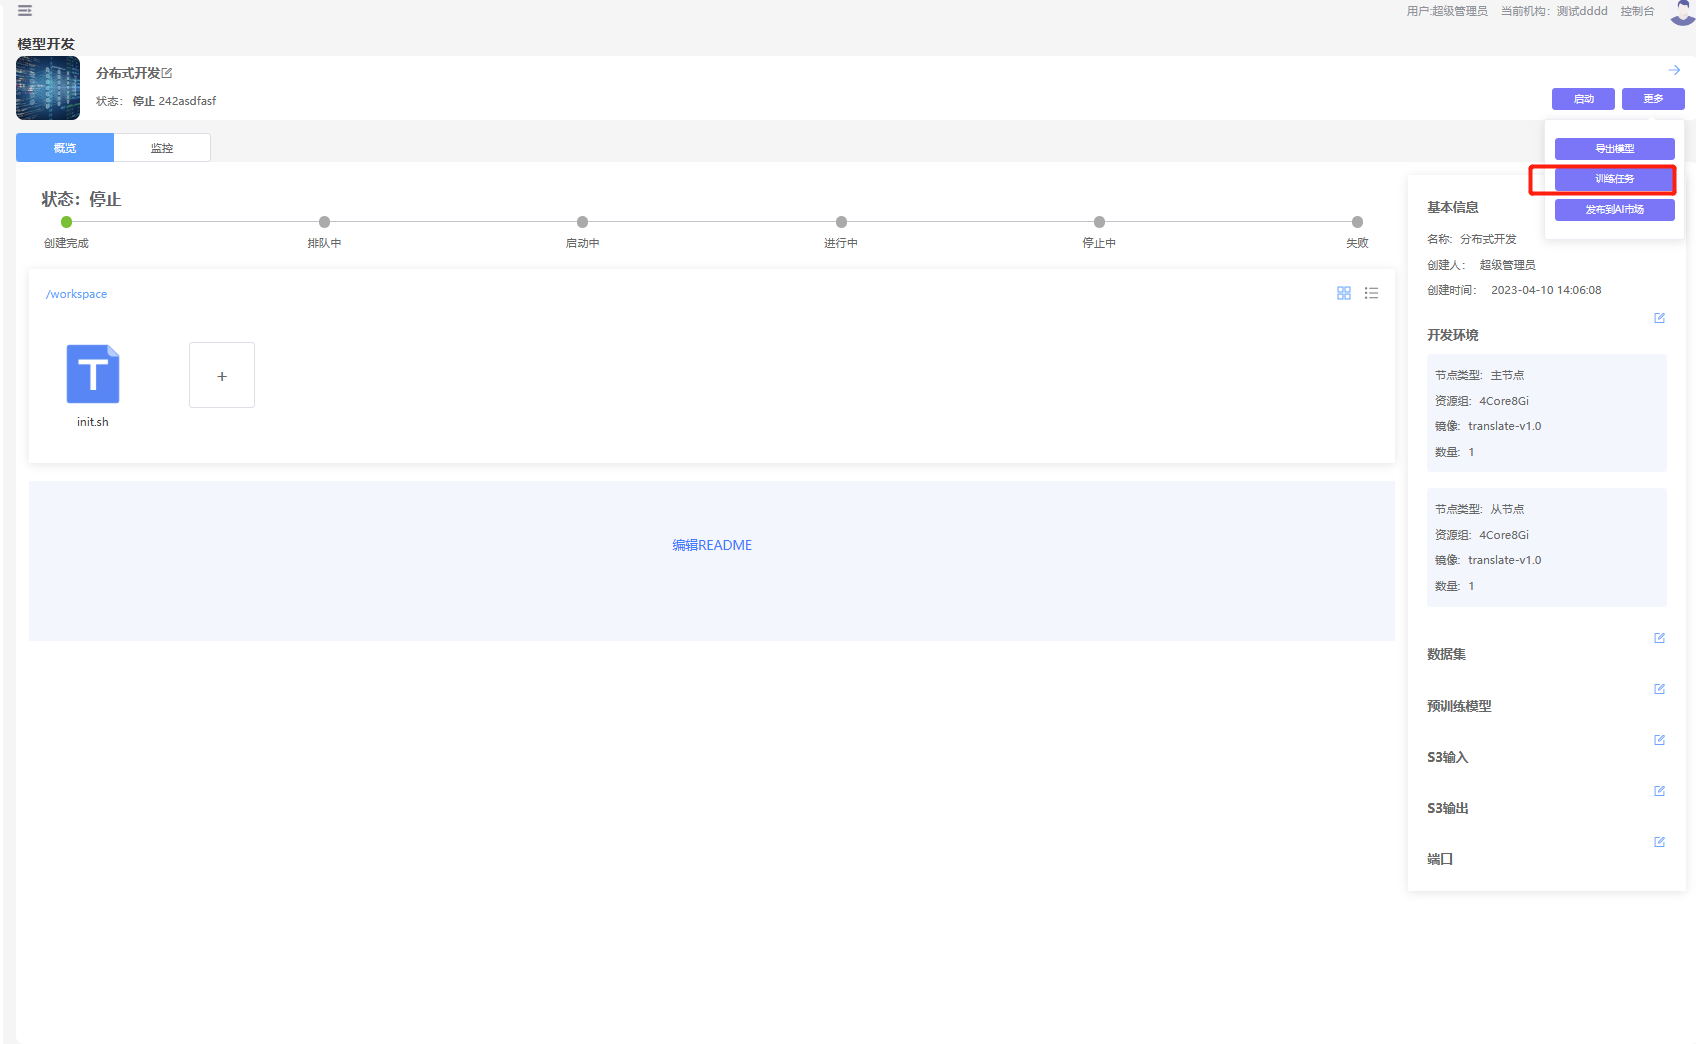 用户:超级管理员 当前机构：测试dddd 控制台
模型开发
分布式开发
状态： 停止 242asdfasf
启动 更多
概览 监控
导出模型
训练任务
发布到AI市场
状态：停止
创建完成 排队中 启动中 进行中 停止中 失败
/workspace
T
+
init.sh
编辑README
基本信息
名称: 分布式开发
创建人： 超级管理员
创建时间： 2023-04-10 14:06:08
开发环境
节点类型: 主节点
资源组: 4Core8Gi
镜像: translate-v1.0
数量: 1
节点类型: 从节点
资源组: 4Core8Gi
镜像: translate-v1.0
数量: 1
数据集
预训练模型
S3输入
S3输出
端口